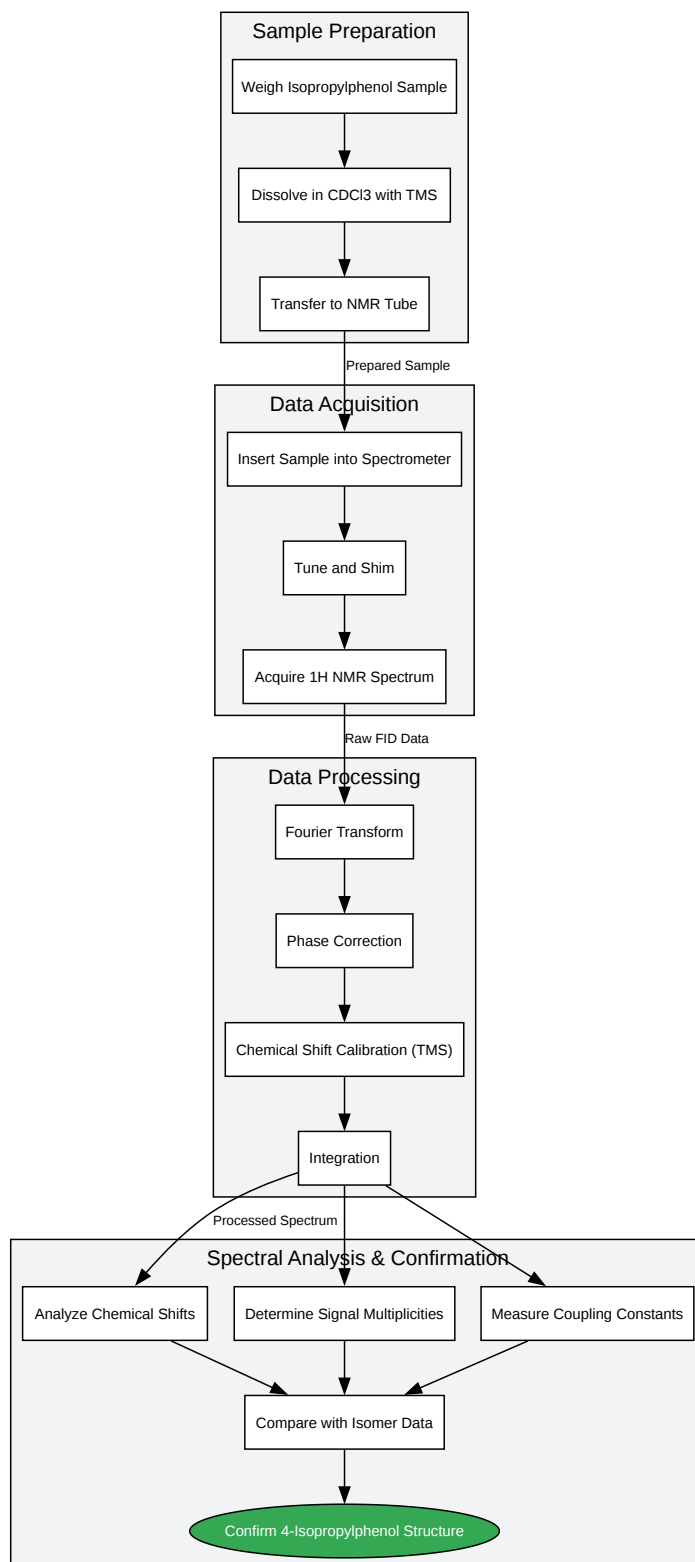 Sample Preparation
Weigh Isopropylphenol Sample
Dissolve in CDCl3 with TMS
Transfer to NMR Tube
Prepared Sample
Data Acquisition
Insert Sample into Spectrometer
Tune and Shim
Acquire 1H NMR Spectrum
Raw FID Data
Data Processing
Fourier Transform
Phase Correction
Chemical Shift Calibration (TMS)
Integration
Processed Spectrum
Spectral Analysis & Confirmation
Analyze Chemical Shifts
Determine Signal Multiplicities
Measure Coupling Constants
Compare with Isomer Data
Confirm 4-Isopropylphenol Structure